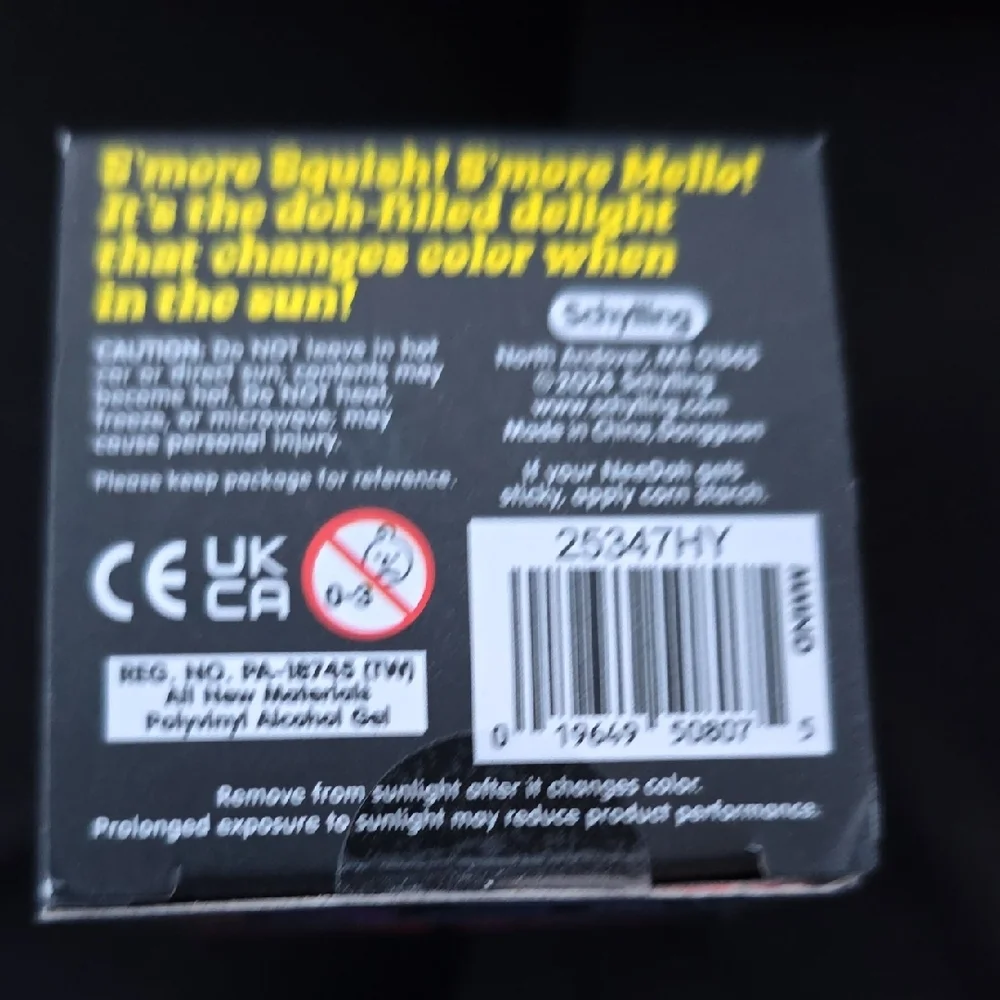 S'more Squish! S'more Mello!
It's the doh-filled delight
that changes color when
in the sun!
CAUTION: Do NOT leave in hot
car or direct sun; contents may
become hot. Do NOT heat,
freeze, or microwave; may
cause personal injury.
Please keep package for reference.
Schylling
North Andover, MA 01845
©2024 Schylling
www.schylling.com
Made in China, Dongguan
If your NeeDoh gets
sticky, apply corn starch.
CE UK
CA
0-3
REG. NO. PA-18745 (TW)
All New Materials
Polyvinyl Alcohol Gel
25347HY
0 19649 50807 5
Remove from sunlight after it changes color.
Prolonged exposure to sunlight may reduce product performance.